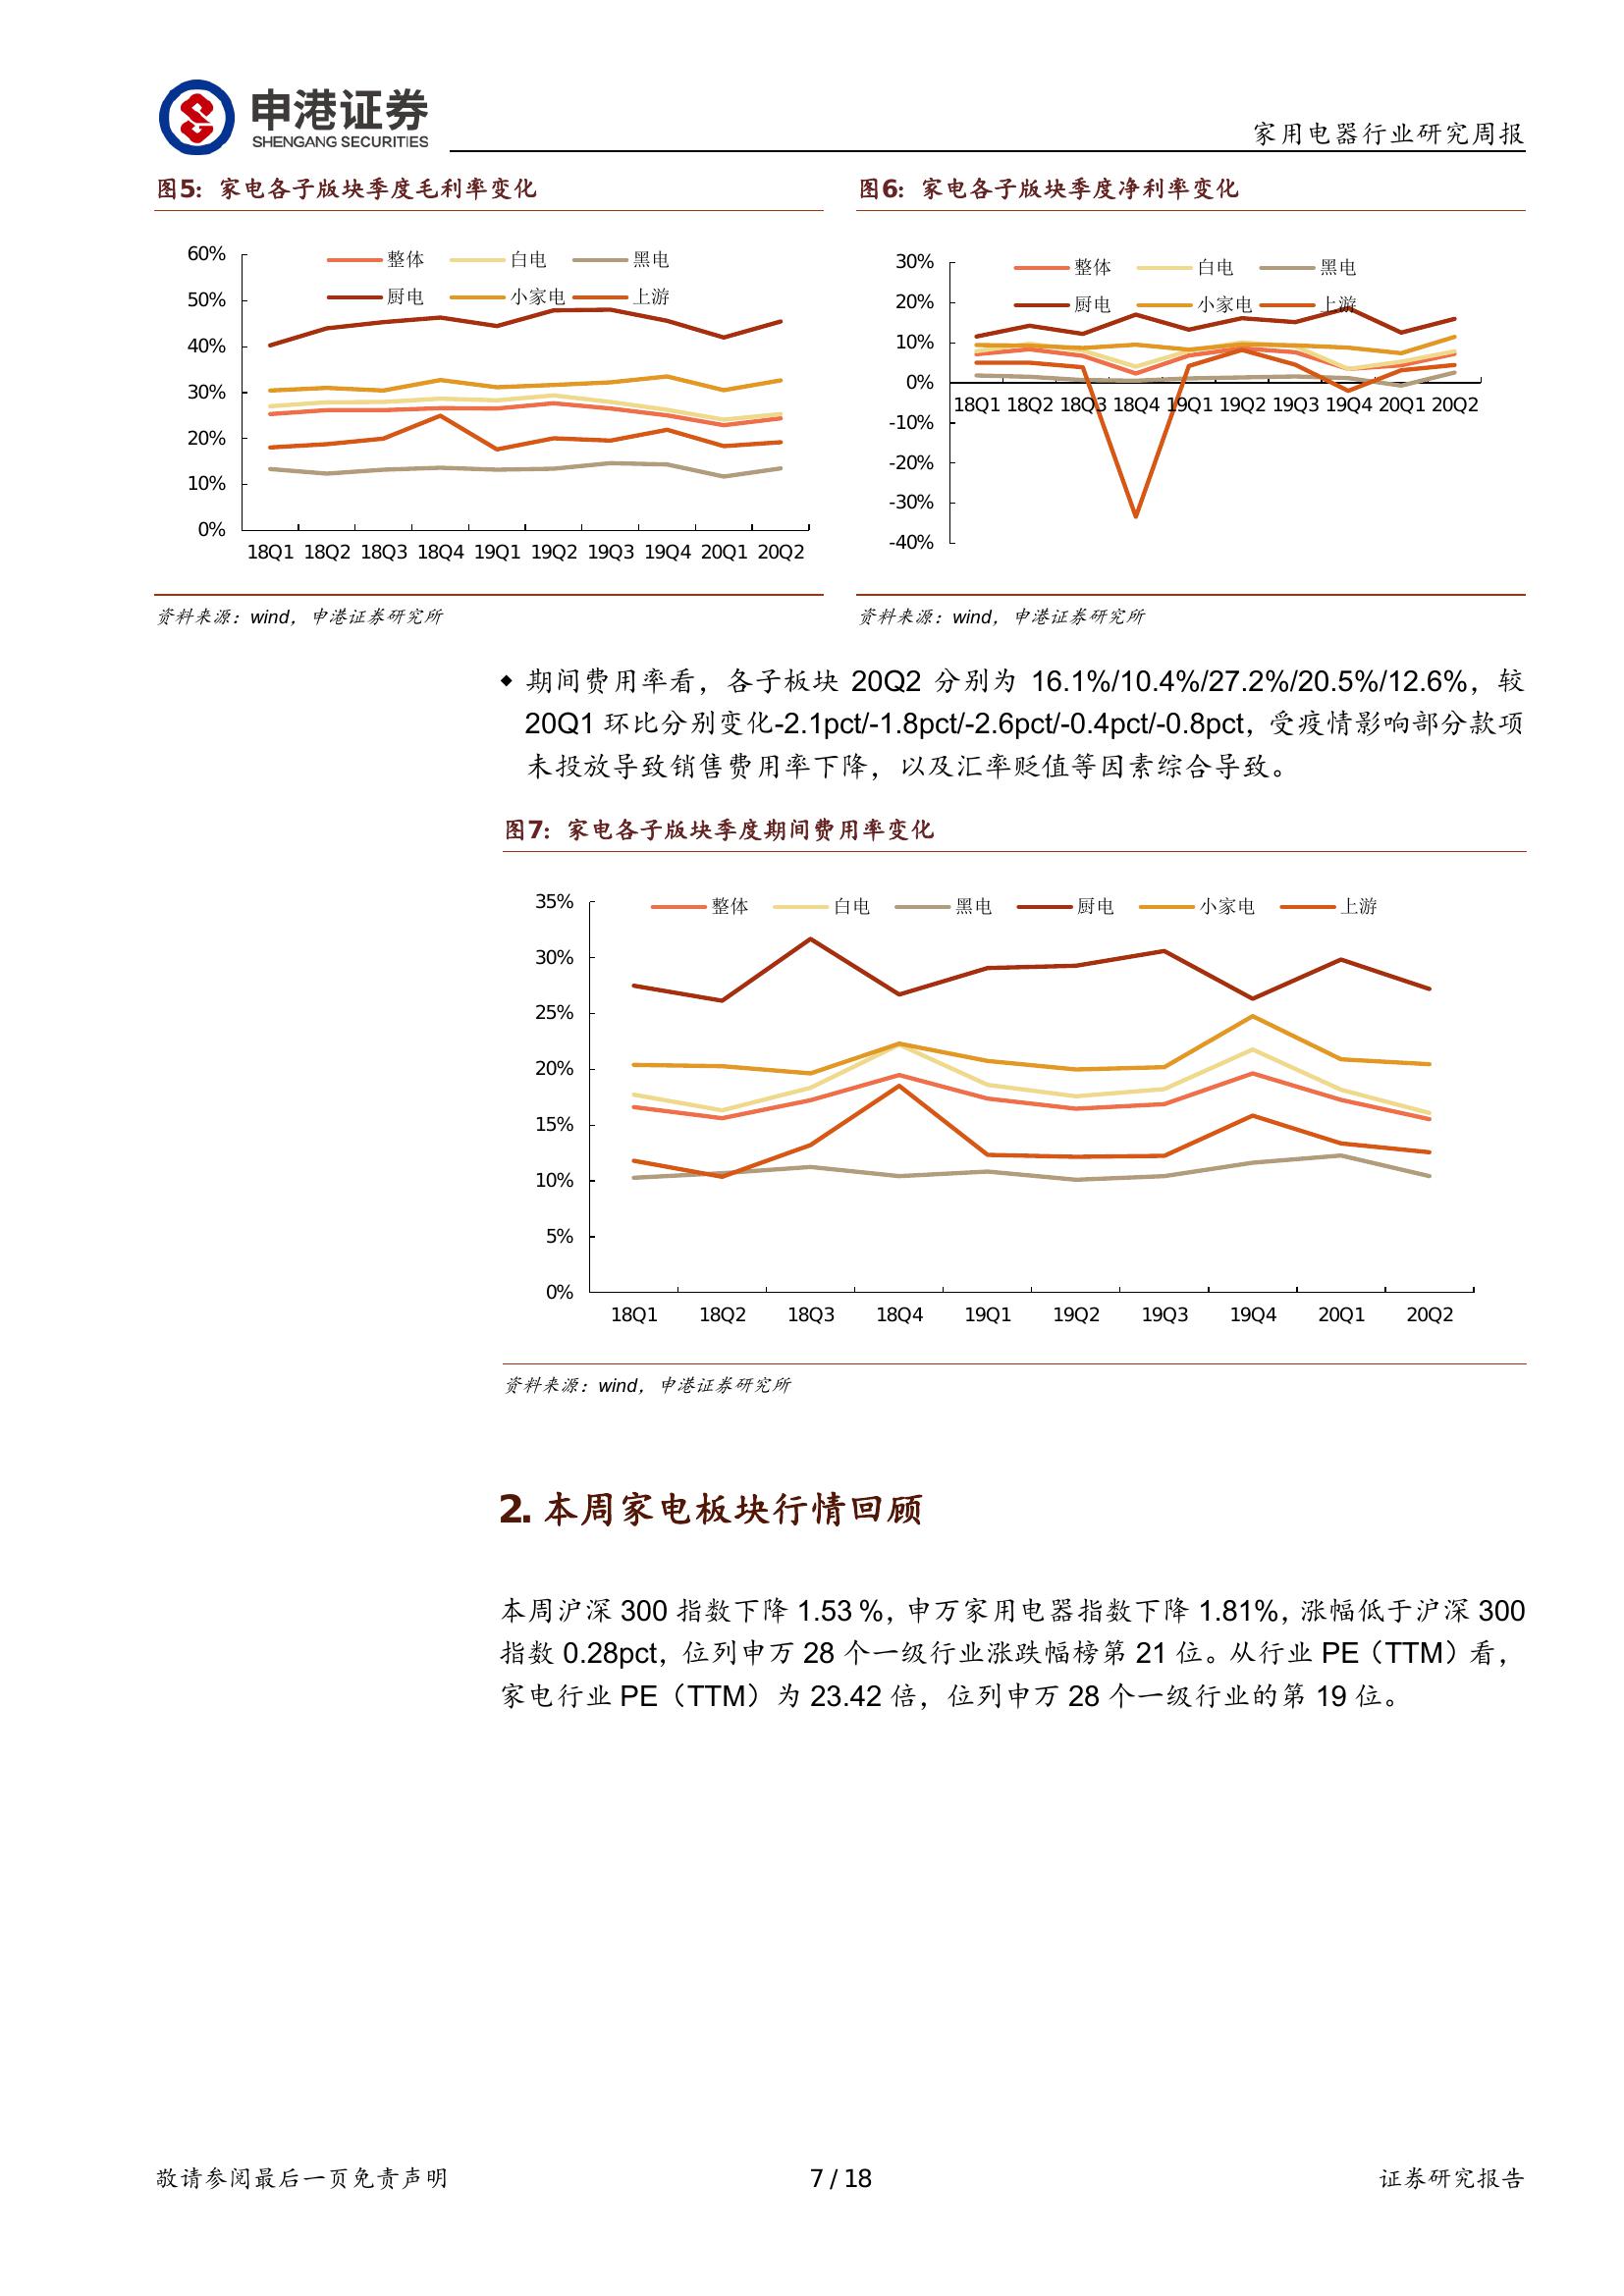 申港证券
SHENGANG SECURITIES
家用电器行业研究周报
图5：家电各子版块季度毛利率变化
60%
50%
40%
30%
20%
10%
0%
整体 白电 黑电
厨电 小家电 上游
18Q1 18Q2 18Q3 18Q4 19Q1 19Q2 19Q3 19Q4 20Q1 20Q2
资料来源：wind，申港证券研究所
图6：家电各子版块季度净利率变化
30%
20%
10%
0%
-10%
-20%
-30%
-40%
整体 白电 黑电
厨电 小家电 上游
18Q1 18Q2 18Q3 18Q4 19Q1 19Q2 19Q3 19Q4 20Q1 20Q2
资料来源：wind，申港证券研究所
◆ 期间费用率看，各子板块 20Q2 分别为 16.1%/10.4%/27.2%/20.5%/12.6%，较
20Q1 环比分别变化-2.1pct/-1.8pct/-2.6pct/-0.4pct/-0.8pct，受疫情影响部分款项
未投放导致销售费用率下降，以及汇率贬值等因素综合导致。
图7：家电各子版块季度期间费用率变化
35%
30%
25%
20%
15%
10%
5%
0%
整体 白电 黑电 厨电 小家电 上游
18Q1 18Q2 18Q3 18Q4 19Q1 19Q2 19Q3 19Q4 20Q1 20Q2
资料来源：wind，申港证券研究所
2. 本周家电板块行情回顾
本周沪深 300 指数下降 1.53 %，申万家用电器指数下降 1.81%，涨幅低于沪深 300
指数 0.28pct，位列申万 28 个一级行业涨跌幅榜第 21 位。从行业 PE（TTM）看，
家电行业 PE（TTM）为 23.42 倍，位列申万 28 个一级行业的第 19 位。
敬请参阅最后一页免责声明
7 / 18
证券研究报告